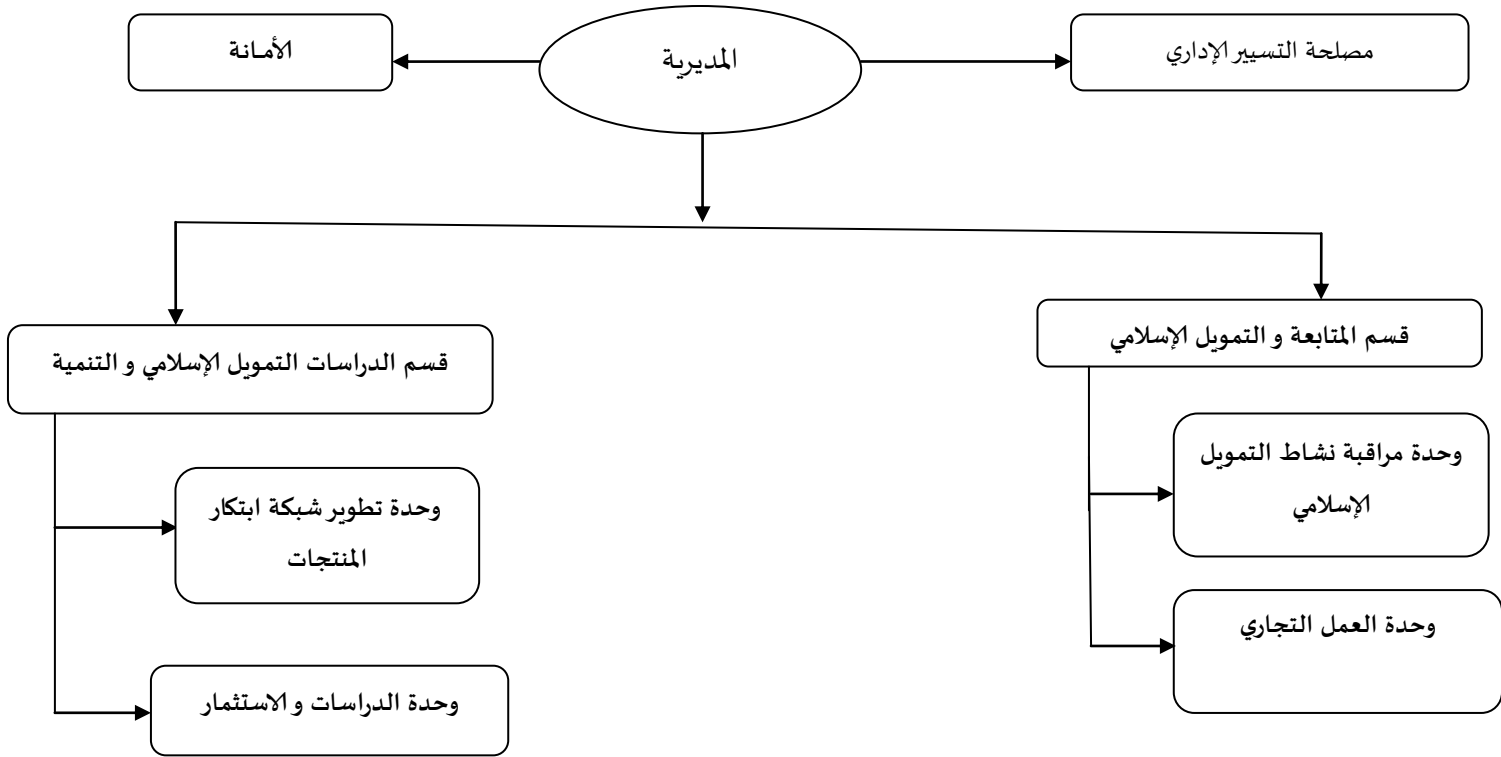 مصلحة التسيير الإداري
المديرية
الأمانة
قسم المتابعة و التمويل الإسلامي
قسم الدراسات التمويل الإسلامي و التنمية
وحدة مراقبة نشاط التمويل
الإسلامي
وحدة العمل التجاري
وحدة تطوير شبكة ابتكار
المنتجات
وحدة الدراسات و الاستثمار